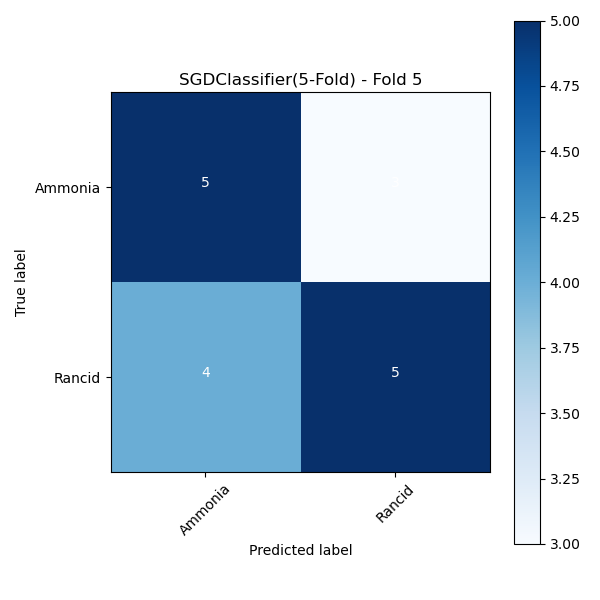 SGDClassifier(5-Fold) - Fold 5
5.00
4.75
4.50
4.25
4.00
3.75
3.50
3.25
3.00
True label
Ammonia
5
3
Rancid
4
5
Ammonia
Rancid
Predicted label